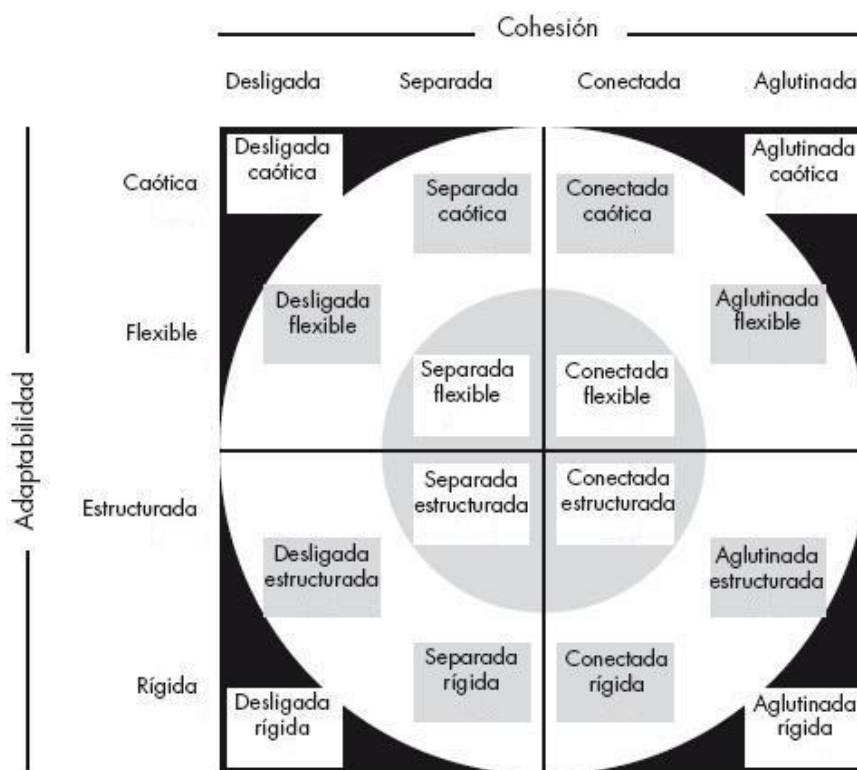 Cohesión
Desligada Separada Conectada Aglutinada
Adaptabilidad
Caótica
Desligada
caótica
Separada
caótica
Conectada
caótica
Aglutinada
caótica
Flexible
Desligada
flexible
Separada
flexible
Conectada
flexible
Aglutinada
flexible
Estructurada
Desligada
estructurada
Separada
estructurada
Conectada
estructurada
Aglutinada
estructurada
Rígida
Desligada
rígida
Separada
rígida
Conectada
rígida
Aglutinada
rígida